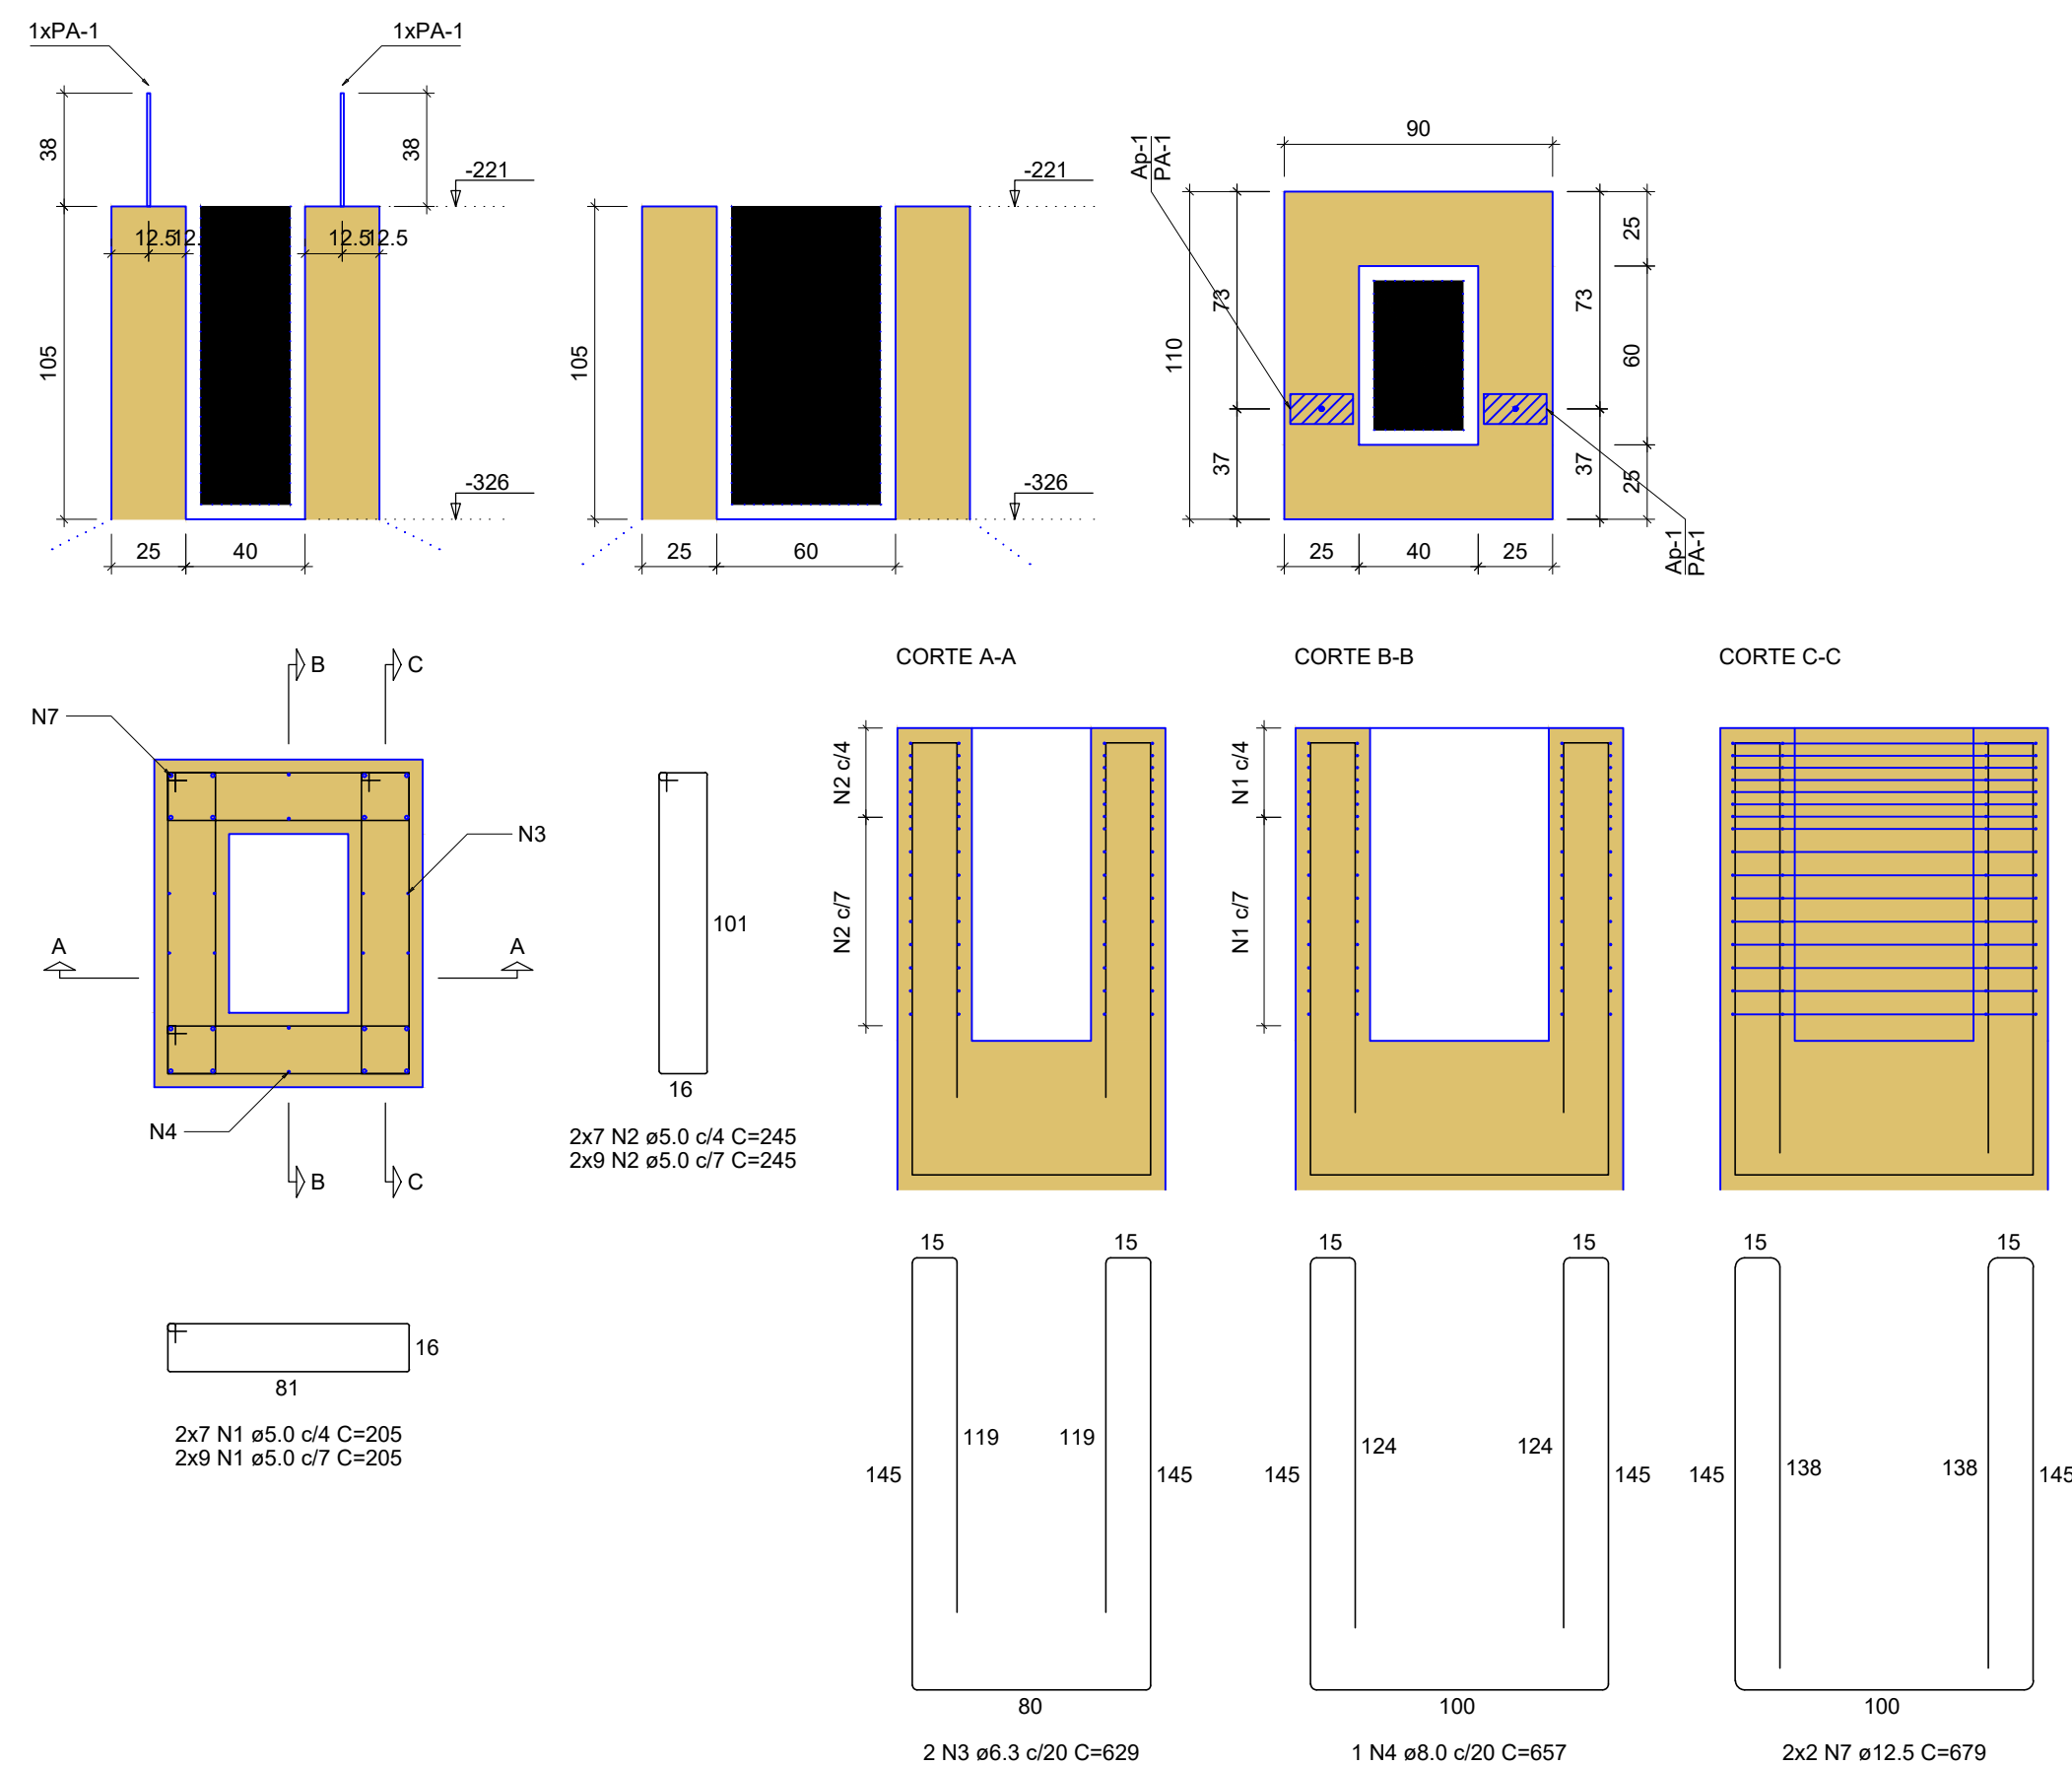 1xPA-1
1xPA-1
38
38
-221
12.5
12.
12.5
12.5
105
-326
25
40
-221
105
-326
25
60
Ap-1
PA-1
90
110
73
37
73
37
25
60
25
25
40
25
Ap-1
PA-1
B
C
N7
N3
A
A
N4
B
C
101
16
2x7 N2 ø5.0 c/4 C=245
2x9 N2 ø5.0 c/7 C=245
81
16
2x7 N1 ø5.0 c/4 C=205
2x9 N1 ø5.0 c/7 C=205
CORTE A-A
N2 c/4
N2 c/7
CORTE B-B
N1 c/4
N1 c/7
CORTE C-C
15
15
119
119
145
145
80
2 N3 ø6.3 c/20 C=629
15
15
124
124
145
145
100
1 N4 ø8.0 c/20 C=657
15
15
138
138
145
145
100
2x2 N7 ø12.5 C=679